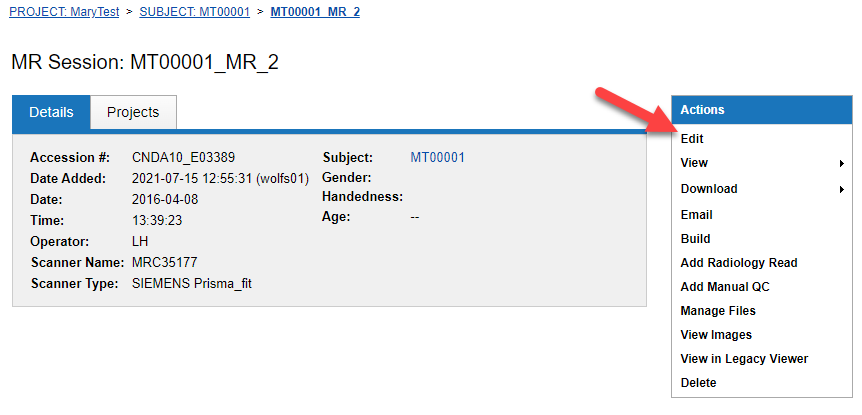 PROJECT: MaryTest > SUBJECT: MT00001 > MT00001_MR_2
MR Session: MT00001_MR_2
Details Projects
Accession #: CNDA10_E03389
Date Added: 2021-07-15 12:55:31 (wolfs01)
Date: 2016-04-08
Time: 13:39:23
Operator: LH
Scanner Name: MRC35177
Scanner Type: SIEMENS Prisma_fit
Subject: MT00001
Gender:
Handedness:
Age: --
Actions
Edit
View
Download
Email
Build
Add Radiology Read
Add Manual QC
Manage Files
View Images
View in Legacy Viewer
Delete